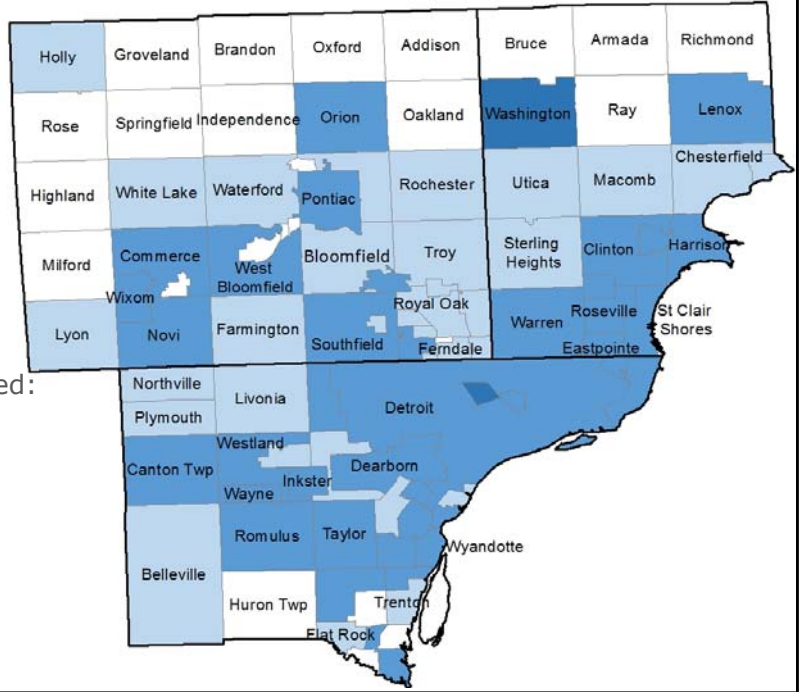 Holly
Groveland
Brandon
Oxford
Addison
Bruce
Armada
Richmond
Rose
Springfield
Independence
Orion
Oakland
Washington
Ray
Lenox
Highland
White Lake
Waterford
Pontiac
Rochester
Utica
Macomb
Chesterfield
Milford
Commerce
West
Bloomfield
Bloomfield
Troy
Sterling
Heights
Clinton
Harrison
Wixom
Lyon
Novi
Farmington
Southfield
Royal Oak
Ferndale
Warren
Roseville
Eastpointe
St Clair
Shores
ed:
Northville
Plymouth
Livonia
Detroit
Canton Twp
Westland
Wayne
Inkster
Dearborn
Belleville
Romulus
Taylor
Wyandotte
Huron Twp
Trenton
Flat Rock